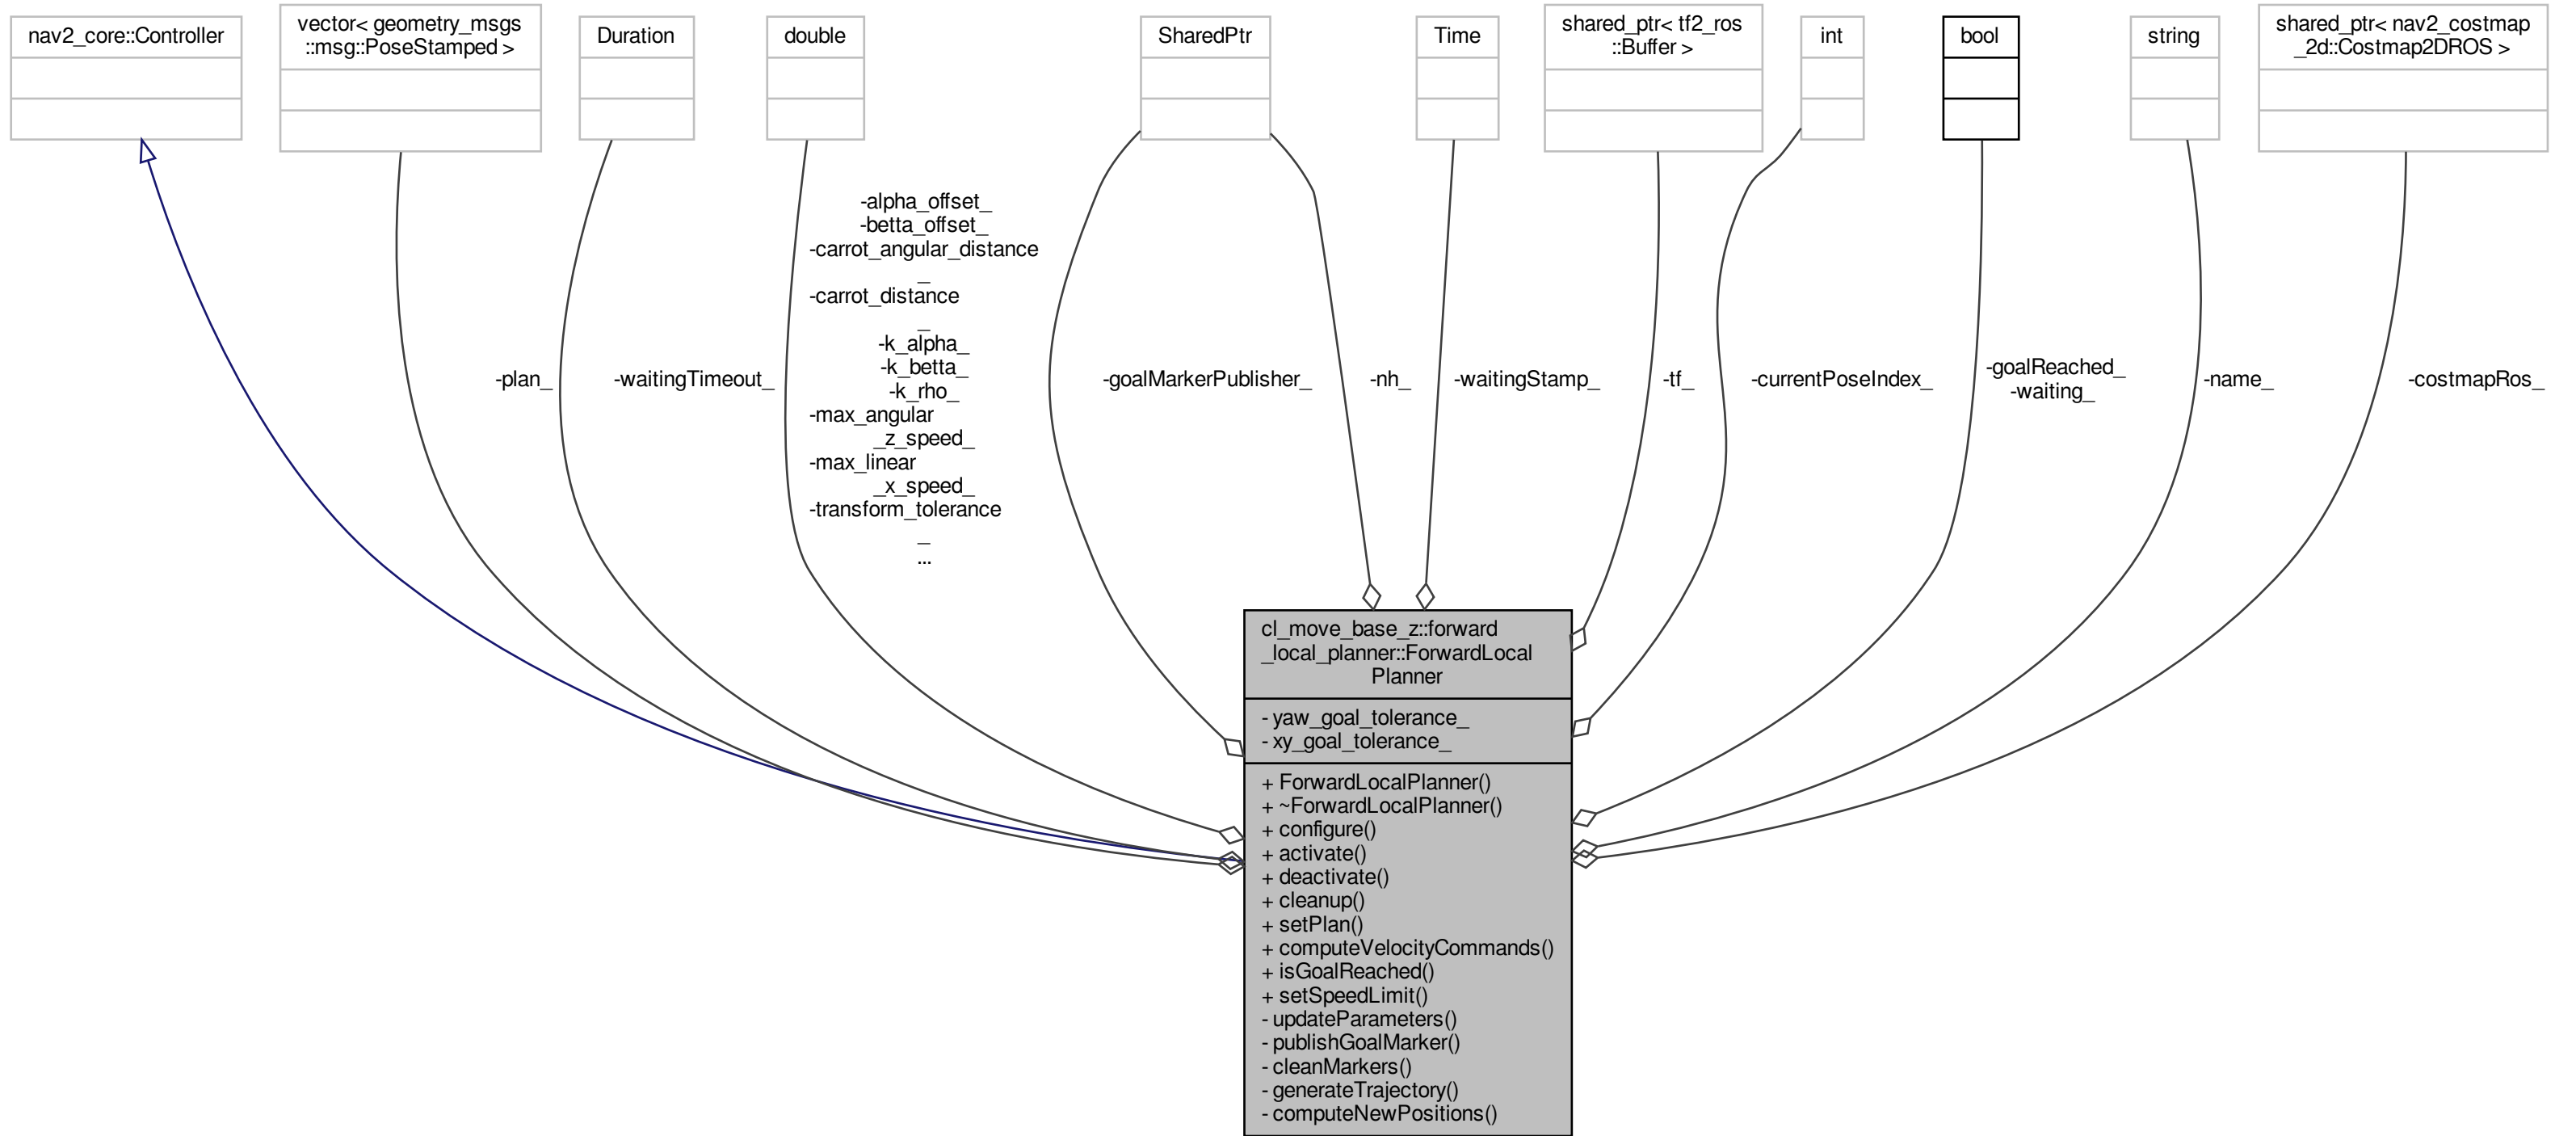 nav2_core::Controller
vector< geometry_msgs
::msg::PoseStamped >
Duration
double
SharedPtr
Time
shared_ptr< tf2_ros
::Buffer >
int
bool
string
shared_ptr< nav2_costmap
_2d::Costmap2DROS >
-plan_
-waitingTimeout_
-alpha_offset_
-betta_offset_
-carrot_angular_distance
_
-carrot_distance
_
-k_alpha_
-k_betta_
-k_rho_
-max_angular
_z_speed_
-max_linear
_x_speed_
-transform_tolerance
_
...
-goalMarkerPublisher_
-nh_
-waitingStamp_
-tf_
-currentPoseIndex_
-goalReached_
-waiting_
-name_
-costmapRos_
cl_move_base_z::forward
_local_planner::ForwardLocal
Planner
- yaw_goal_tolerance_
- xy_goal_tolerance_
+ ForwardLocalPlanner()
+ ~ForwardLocalPlanner()
+ configure()
+ activate()
+ deactivate()
+ cleanup()
+ setPlan()
+ computeVelocityCommands()
+ isGoalReached()
+ setSpeedLimit()
- updateParameters()
- publishGoalMarker()
- cleanMarkers()
- generateTrajectory()
- computeNewPositions()